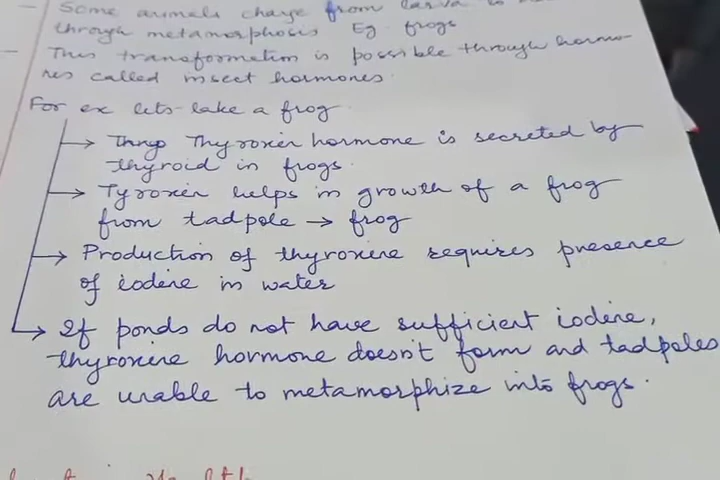 - Some animals change from larva to
through metamorphosis Eg frogs
- This transformation is possible through hormo-
nes called insect hormones.
For ex lets take a frog
→ Thryo Thyroxin hormone is secreted by
thyroid in frogs.
→ Tyroxin helps in growth of a frog
from tadpole → frog
→ Production of thyroxine requires presence
of iodine in water
→ If ponds do not have sufficient iodine,
thyroxine hormone doesn't form and tadpoles
are unable to metamorphize into frogs.